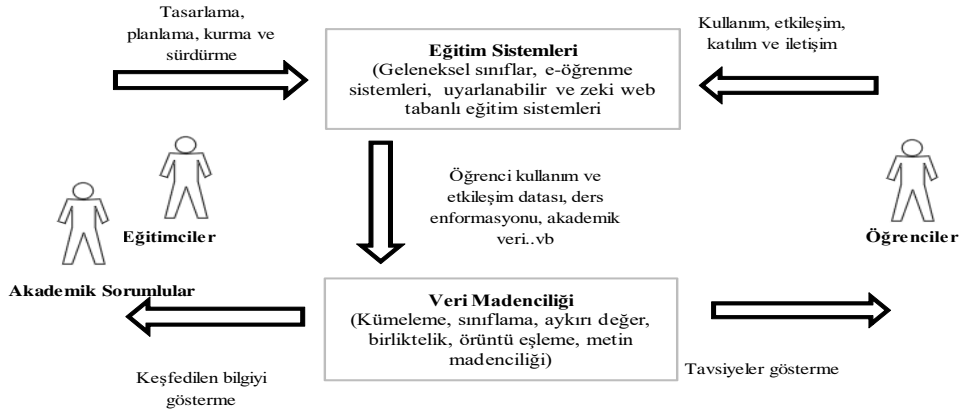 Tasarlama,
planlama, kurma ve
sürdürme
Eğitim Sistemleri
(Geleneksel sınıflar, e-öğrenme
sistemleri, uyarlanabilir ve zeki web
tabanlı eğitim sistemleri
Kullanım, etkileşim,
katılım ve iletişim
Öğrenci kullanım ve
etkileşim datası, ders
enformasyonu, akademik
veri..vb
Eğitimciler
Akademik Sorumlular
Öğrenciler
Veri Madenciliği
(Kümeleme, sınıflama, aykırı değer,
birliktelik, örüntü eşleme, metin
madenciliği)
Keşfedilen bilgiyi
gösterme
Tavsiyeler gösterme